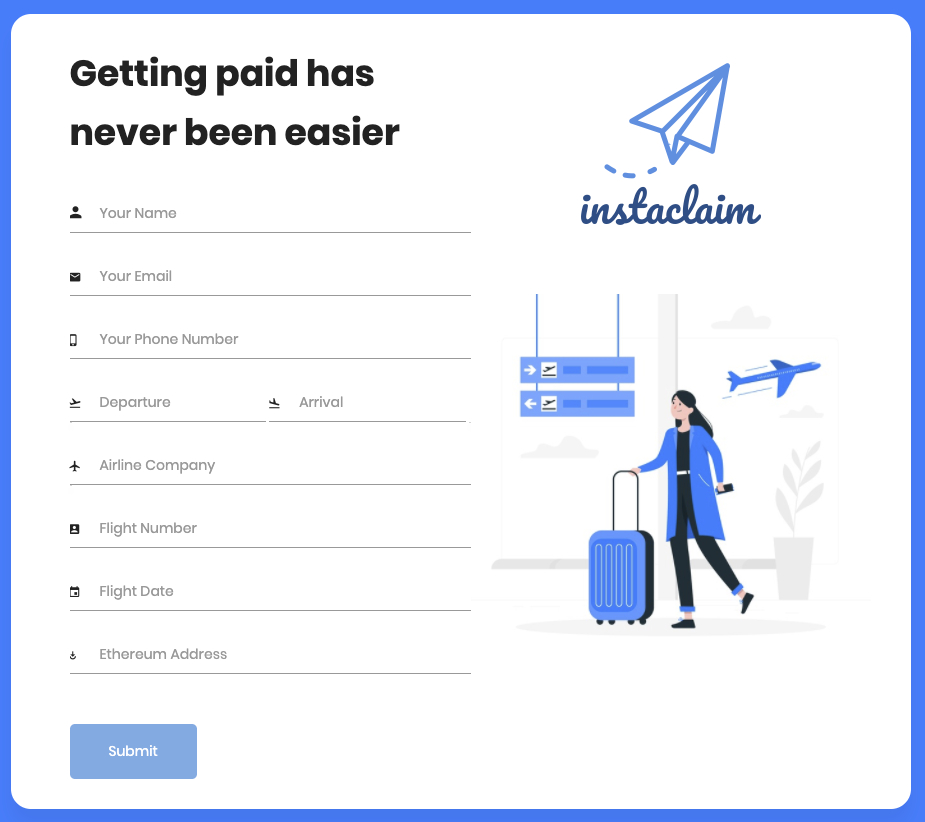 Getting paid has
never been easier
Your Name
Your Email
Your Phone Number
Departure
Arrival
Airline Company
Flight Number
Flight Date
Ethereum Address
Submit
instaclaim